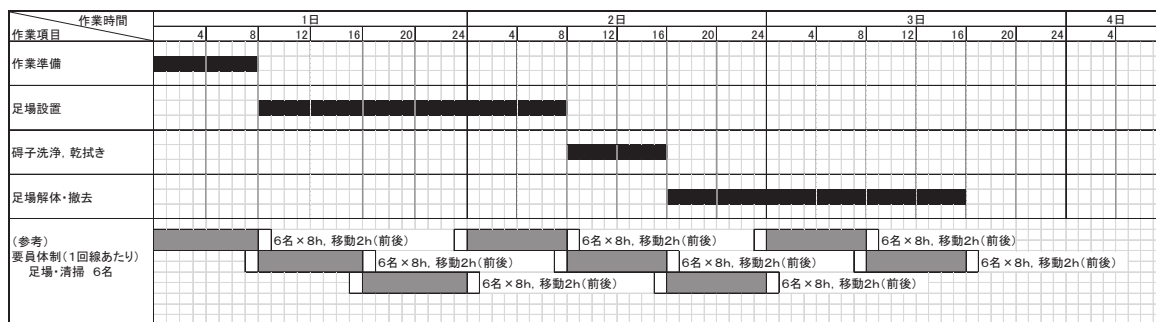 作業時間 1日 2日 3日 4日
作業項目 4 8 12 16 20 24 4 8 12 16 20 24 4 8 12 16 20 24 4
作業準備
足場設置
碍子洗浄，乾拭き
足場解体・撤去
(参考)
要員体制(1回線あたり)
足場・清掃 6名
6名×8h，移動2h(前後) 6名×8h，移動2h(前後) 6名×8h，移動2h(前後)
6名×8h，移動2h(前後) 6名×8h，移動2h(前後) 6名×8h，移動2h(前後)
6名×8h，移動2h(前後) 6名×8h，移動2h(前後)